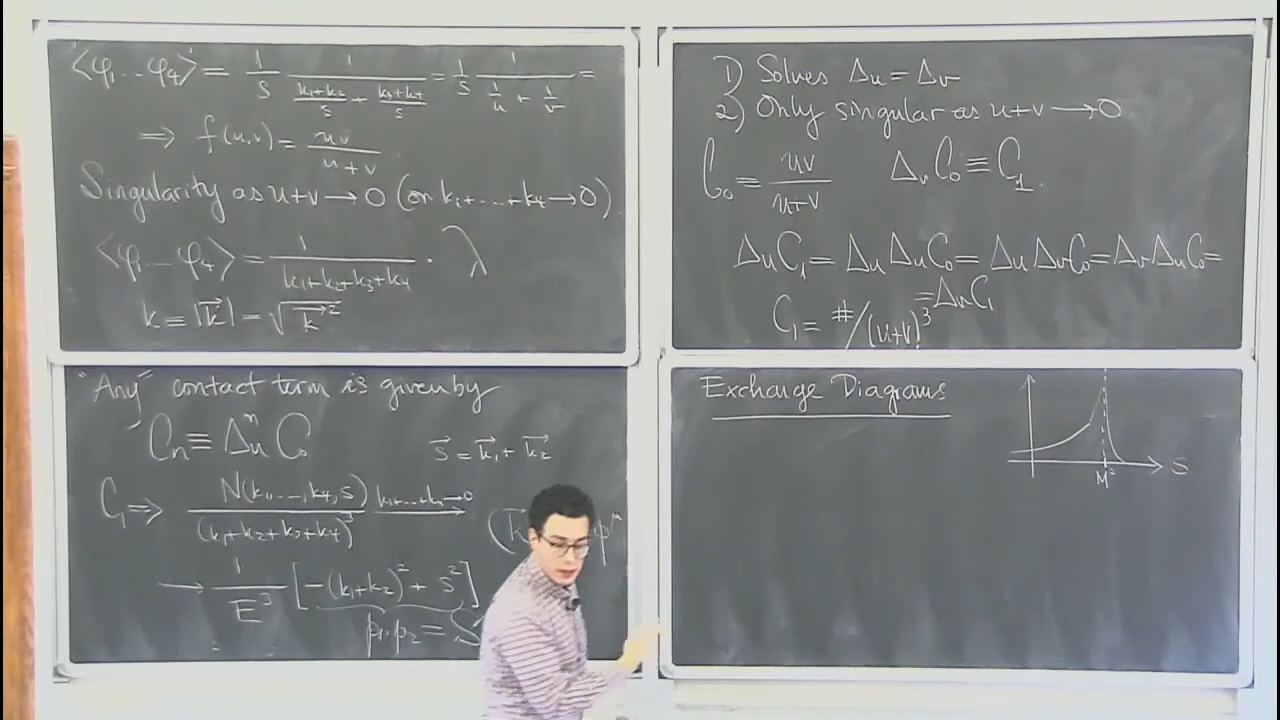 ⟨φ₁ … φ₄⟩ = 1/s 1/((k₁+k₂)/s + (k₃+k₄)/s) = 1/s 1/(1/u + 1/v) =
⟹ f(u,v) = uv/(u+v)
Singularity as u+v → 0 (or k₁+…+k₄ → 0).
⟨φ₁ … φ₄⟩ = 1/(k₁+k₂+k₃+k₄) · λ
k ≡ |k⃗| = √(k⃗²)
"Any" contact term is given by
Cₙ ≡ Δᵤⁿ C₀
s⃗ = k⃗₁ + k⃗₂
C₁ ⟹ N(k₁,…,k₄,s)/(k₁+k₂+k₃+k₄)³ k₁+…+k₄→0
→ 1/E³ [-(k₁+k₂)² + s²]
p₁·p₂ = S
1) Solves Δᵤ = Δᵥ
2) Only singular as u+v → 0
C₀ = uv/(u+v) Δᵤ C₀ ≡ C₁
Δᵤ C₁ = Δᵤ Δᵤ C₀ = Δᵤ Δᵥ C₀ = Δᵥ Δᵤ C₀ =
= Δᵥ C₁
C₁ = #/(u+v)³
Exchange Diagrams
S
M²